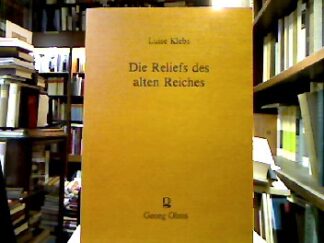 Luise Klebs
Die Reliefs des
alten Reiches
Georg Olms